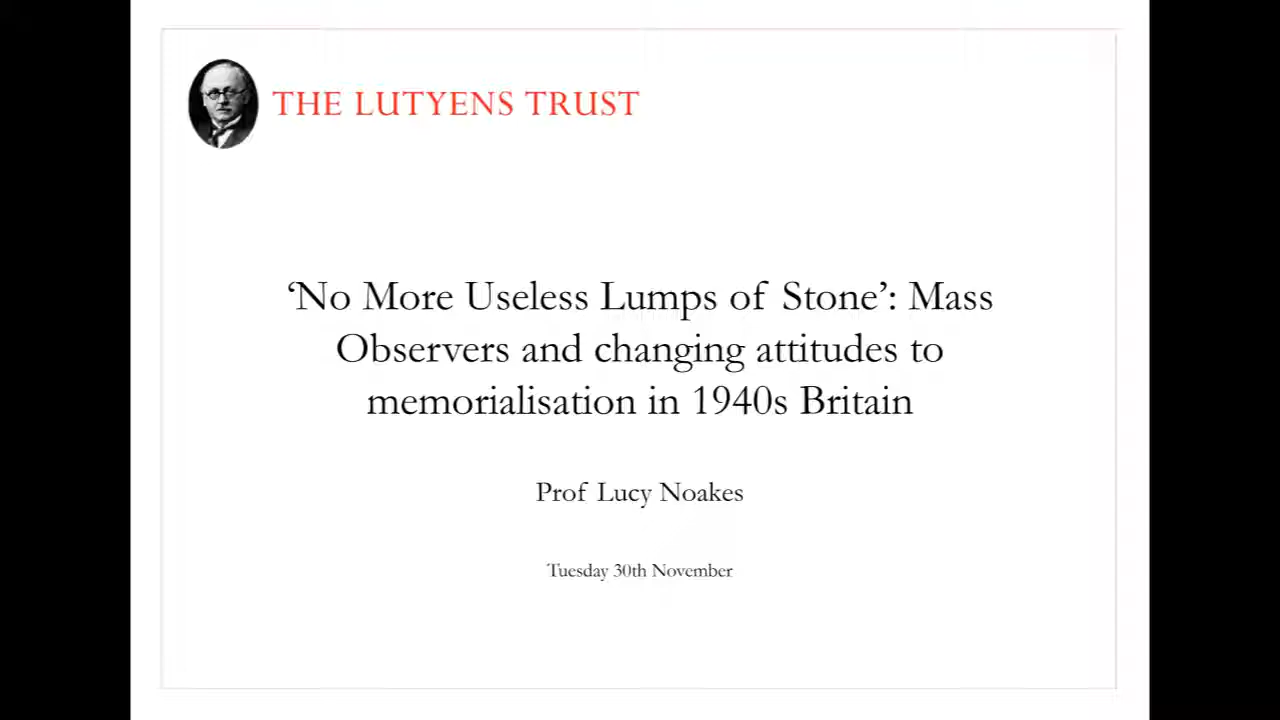 THE LUTYENS TRUST
‘No More Useless Lumps of Stone’: Mass
Observers and changing attitudes to
memorialisation in 1940s Britain
Prof Lucy Noakes
Tuesday 30th November